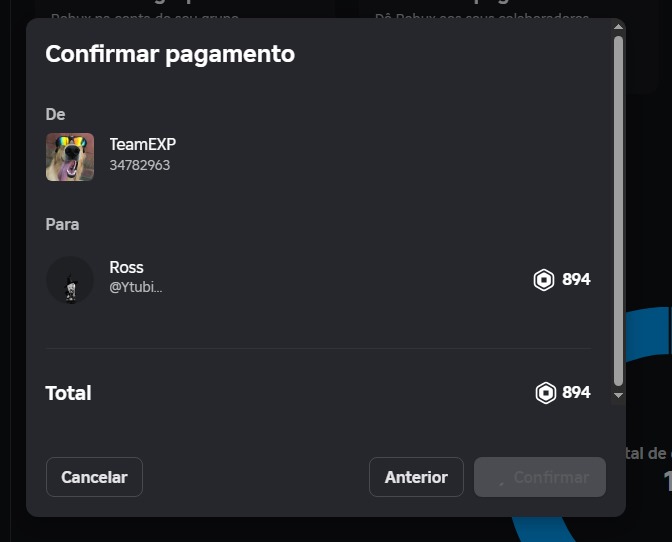 Robux na conta do seu grupo
Dê Robux aos seus colaboradores
Confirmar pagamento
De
TeamEXP
34782963
Para
Ross
@Ytubi...
894
Total
894
tal de
Cancelar
Anterior
Confirmar
1